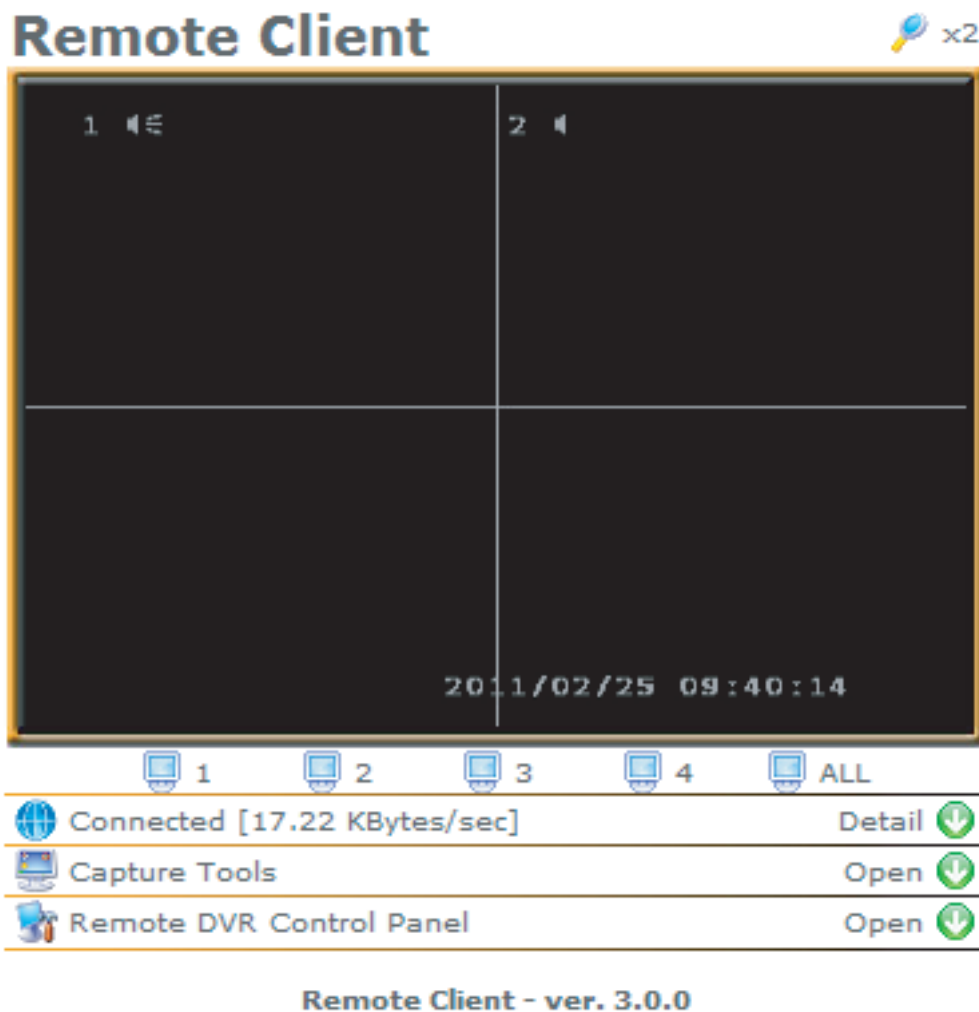 Remote Client
x2
1 2
2011/02/25 09:40:14
1 2 3 4 ALL
Connected [17.22 KBytes/sec] Detail
Capture Tools Open
Remote DVR Control Panel Open
Remote Client - ver. 3.0.0